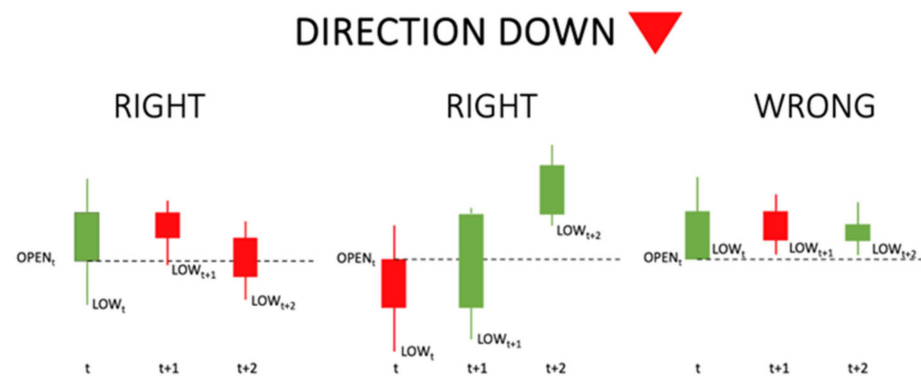 DIRECTION DOWN
RIGHT
OPENₜ
LOWₜ
LOWₜ₊₁
LOWₜ₊₂
t
t+1
t+2
RIGHT
OPENₜ
LOWₜ
LOWₜ₊₁
LOWₜ₊₂
t
t+1
t+2
WRONG
OPENₜ
LOWₜ
LOWₜ₊₁
LOWₜ₊₂
t
t+1
t+2